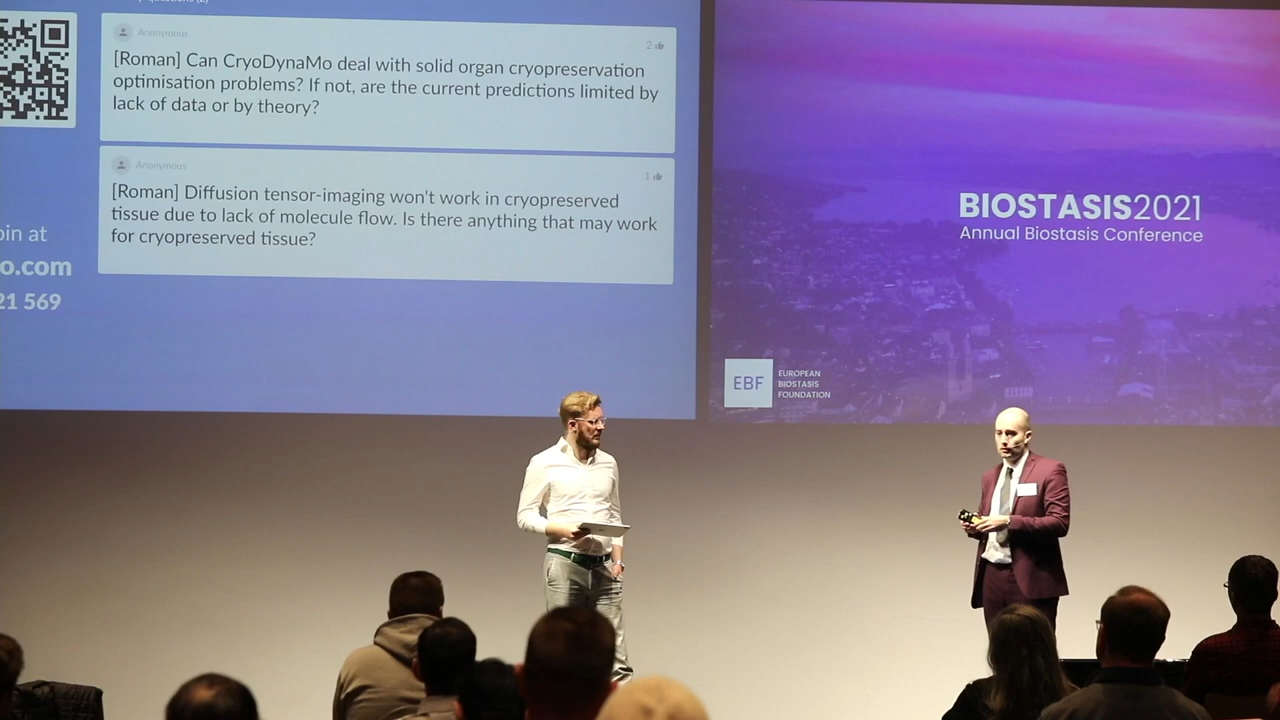 Anonymous
2
[Roman] Can CryoDynaMo deal with solid organ cryopreservation
optimisation problems? If not, are the current predictions limited by
lack of data or by theory?
Anonymous
1
[Roman] Diffusion tensor-imaging won't work in cryopreserved
tissue due to lack of molecule flow. Is there anything that may work
for cryopreserved tissue?
oin at
o.com
21 569
BIOSTASIS2021
Annual Biostasis Conference
EBF
EUROPEAN
BIOSTASIS
FOUNDATION